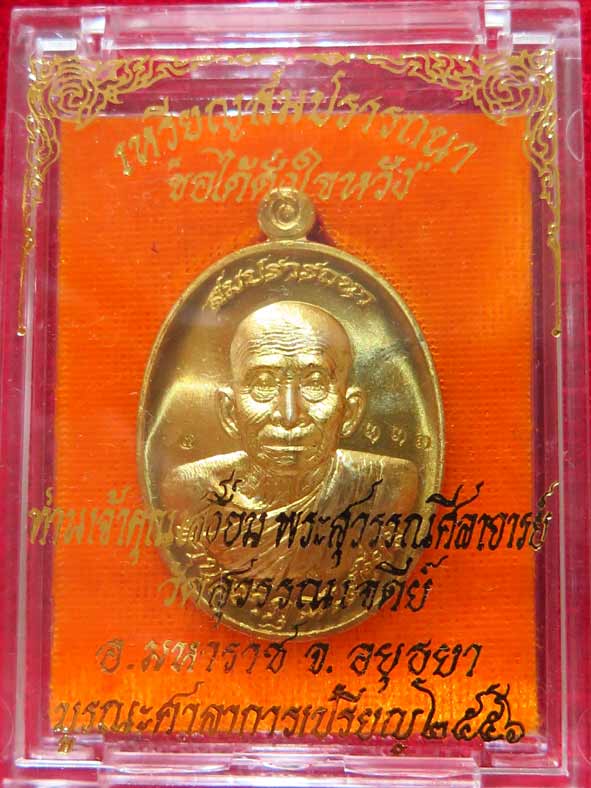 เหรียญสมปรารถนา
"ขอได้ดั่งใจหวัง"
สมปรารถนา
ท่านเจ้าคุณเอื่อม พระสุวรรณศีลาจารย์
วัดสุวรรณเจดีย์
อ.มหาราช จ. อยุธยา
บูรณะศาลาการเปรียญ ๒๕๕๖